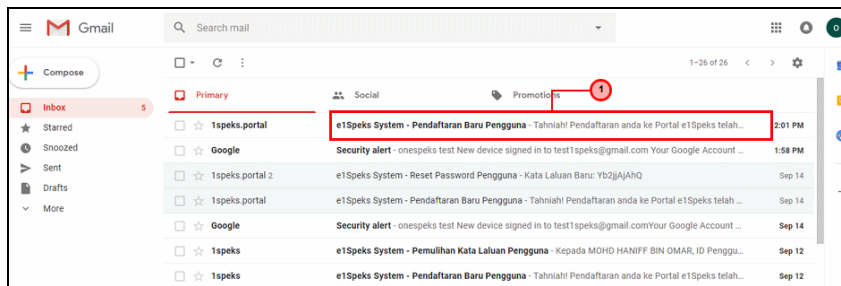 Gmail
Search mail
O
Compose
1–26 of 26
Inbox 5
Starred
Snoozed
Sent
Drafts
More
Primary
Social
Promotions
1
1speks.portal e1Speks System - Pendaftaran Baru Pengguna - Tahniah! Pendaftaran anda ke Portal e1Speks telah... 2:01 PM
Google Security alert - onespeks test New device signed in to test1speks@gmail.com Your Google Account ... 1:58 PM
1speks.portal 2 e1Speks System - Reset Password Pengguna - Kata Laluan Baru: Yb2jjAjAhQ Sep 14
1speks.portal e1Speks System - Pendaftaran Baru Pengguna - Tahniah! Pendaftaran anda ke Portal e1Speks telah ... Sep 14
Google Security alert - onespeks test New device signed in to test1speks@gmail.comYour Google Account ... Sep 14
1speks e1Speks System - Pemulihan Kata Laluan Pengguna - Kepada MOHD HANIFF BIN OMAR, ID Penggu... Sep 12
1speks e1Speks System - Pendaftaran Baru Pengguna - Tahniah! Pendaftaran anda ke Portal e1Speks telah... Sep 12